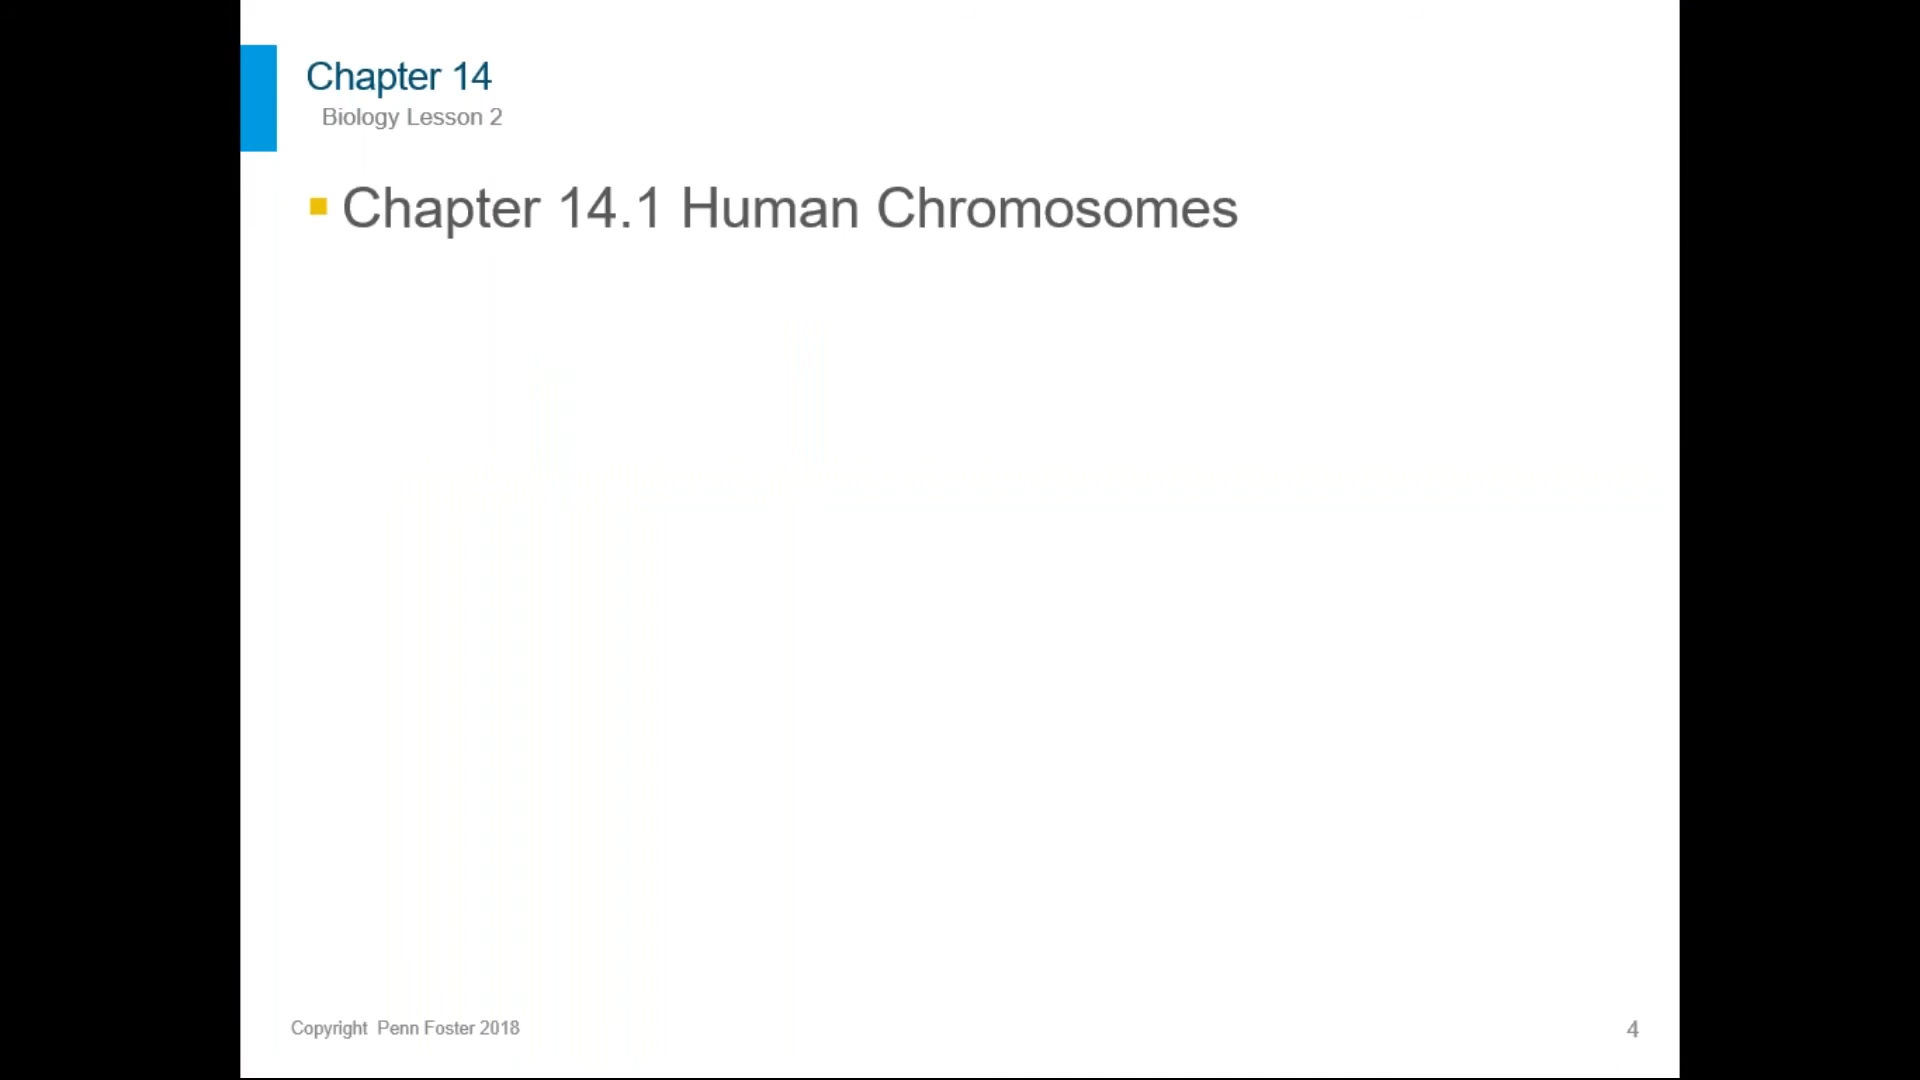 Chapter 14
Biology Lesson 2
Chapter 14.1 Human Chromosomes
Copyright Penn Foster 2018
4